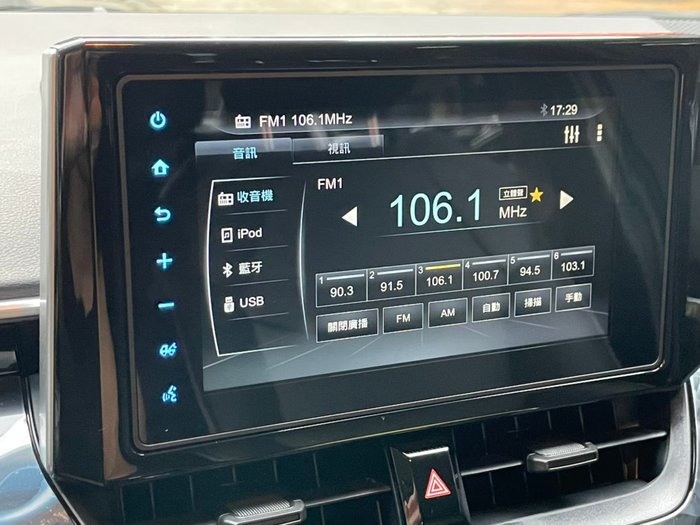 FM1 106.1MHz
17:29
音訊
視訊
收音機
iPod
藍牙
USB
FM1
106.1 MHz
立體聲
1 90.3
2 91.5
3 106.1
4 100.7
5 94.5
6 103.1
關閉廣播
FM
AM
自動
掃描
手動